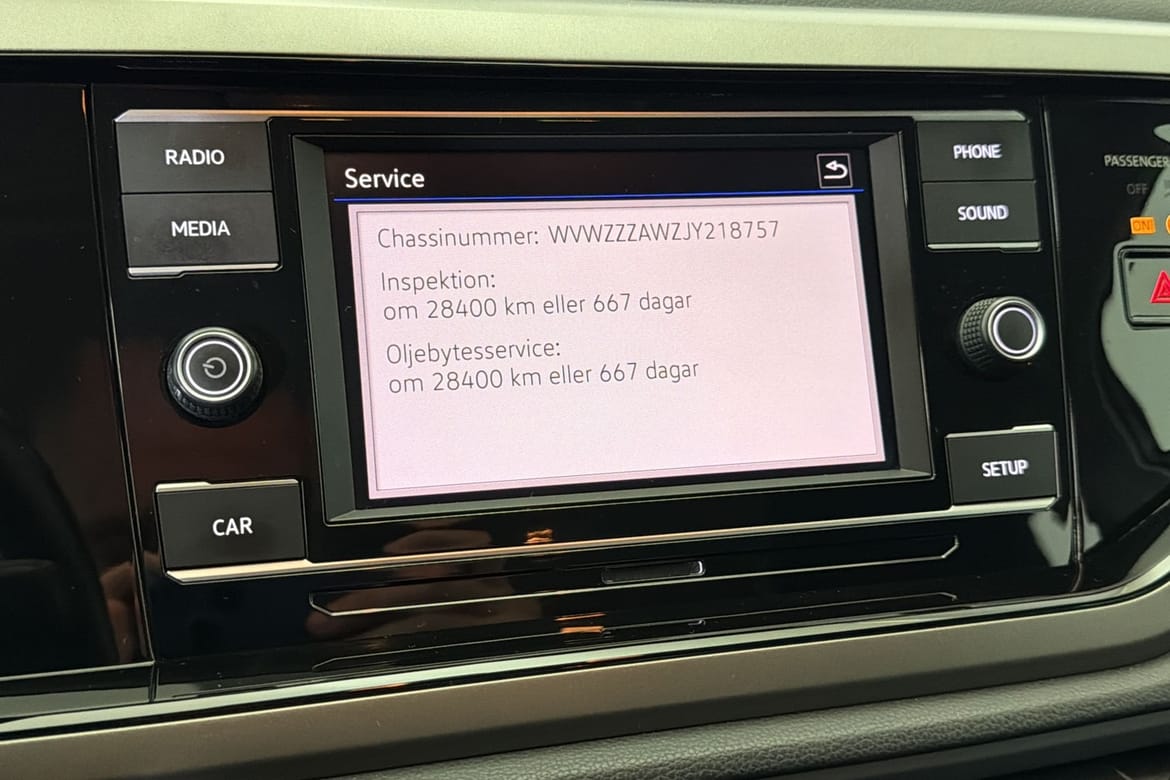 RADIO
MEDIA
CAR
Service
Chassinummer: WVWZZZAWZJY218757
Inspektion:
om 28400 km eller 667 dagar
Oljebytesservice:
om 28400 km eller 667 dagar
PHONE
SOUND
SETUP
PASSENGER
OFF
ON